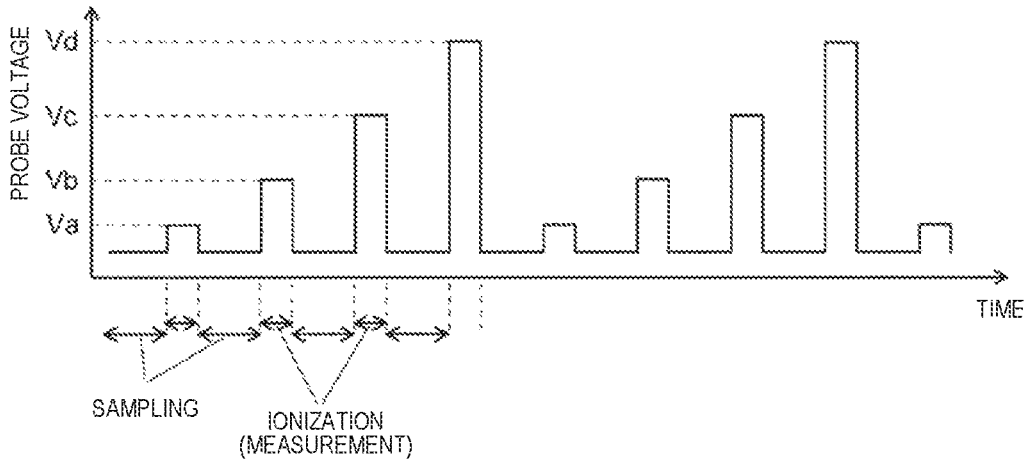 PROBE VOLTAGE
Vd
Vc
Vb
Va
TIME
SAMPLING
IONIZATION
(MEASUREMENT)